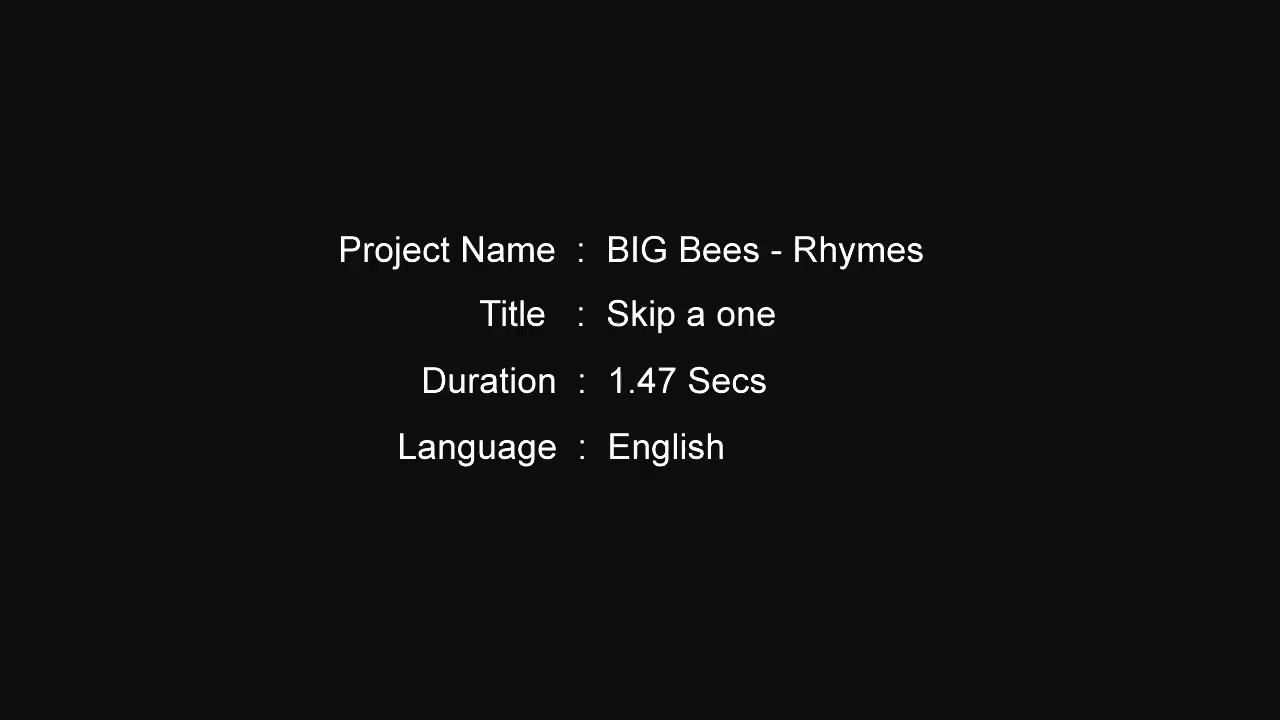 Project Name : BIG Bees - Rhymes
Title : Skip a one
Duration : 1.47 Secs
Language : English